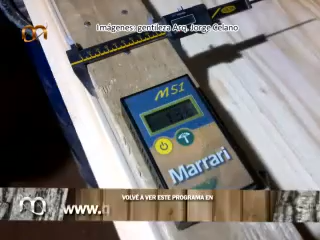 Imágenes: gentileza Arq. Jorge Celano
M51
Marrari
VOLVÉ A VER ESTE PROGRAMA EN
www.